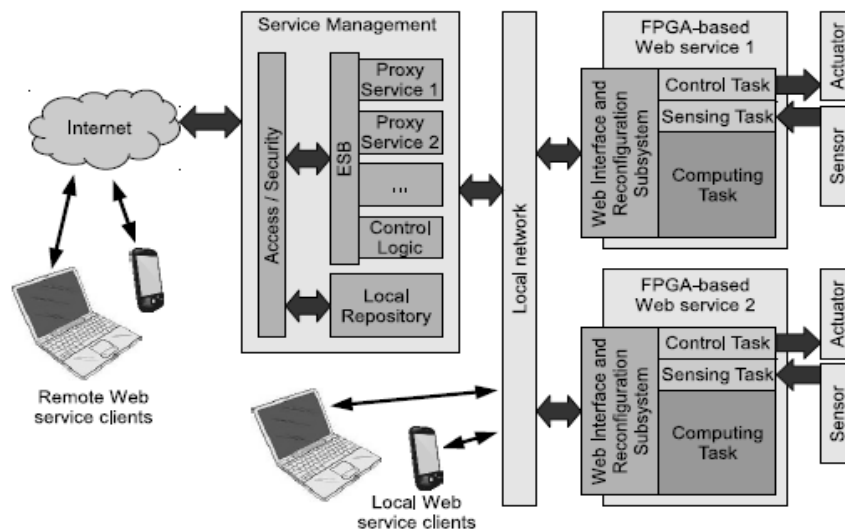 Service Management
Access / Security
ESB
Proxy
Service 1
Proxy
Service 2
...
Control
Logic
Local
Repository
Internet
Remote Web
service clients
Local Web
service clients
Local network
FPGA-based
Web service 1
Web Interface and
Reconfiguration
Subsystem
Control Task
Sensing Task
Computing
Task
Actuator
Sensor
FPGA-based
Web service 2
Web Interface and
Reconfiguration
Subsystem
Control Task
Sensing Task
Computing
Task
Actuator
Sensor